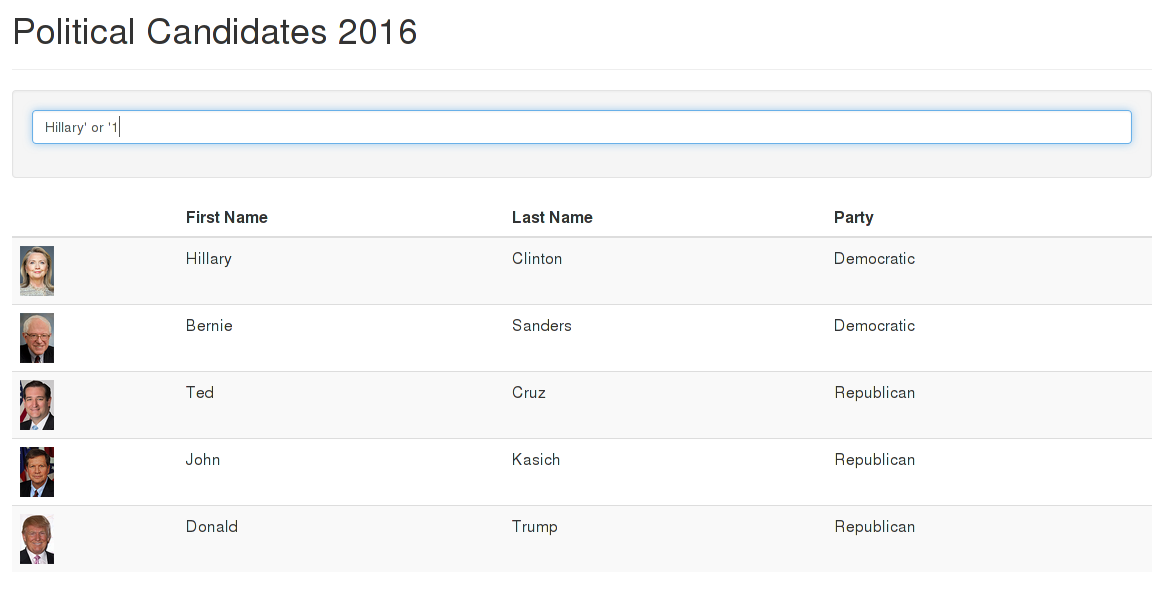 Political Candidates 2016
Hillary' or '1
First Name Last Name Party
Hillary Clinton Democratic
Bernie Sanders Democratic
Ted Cruz Republican
John Kasich Republican
Donald Trump Republican